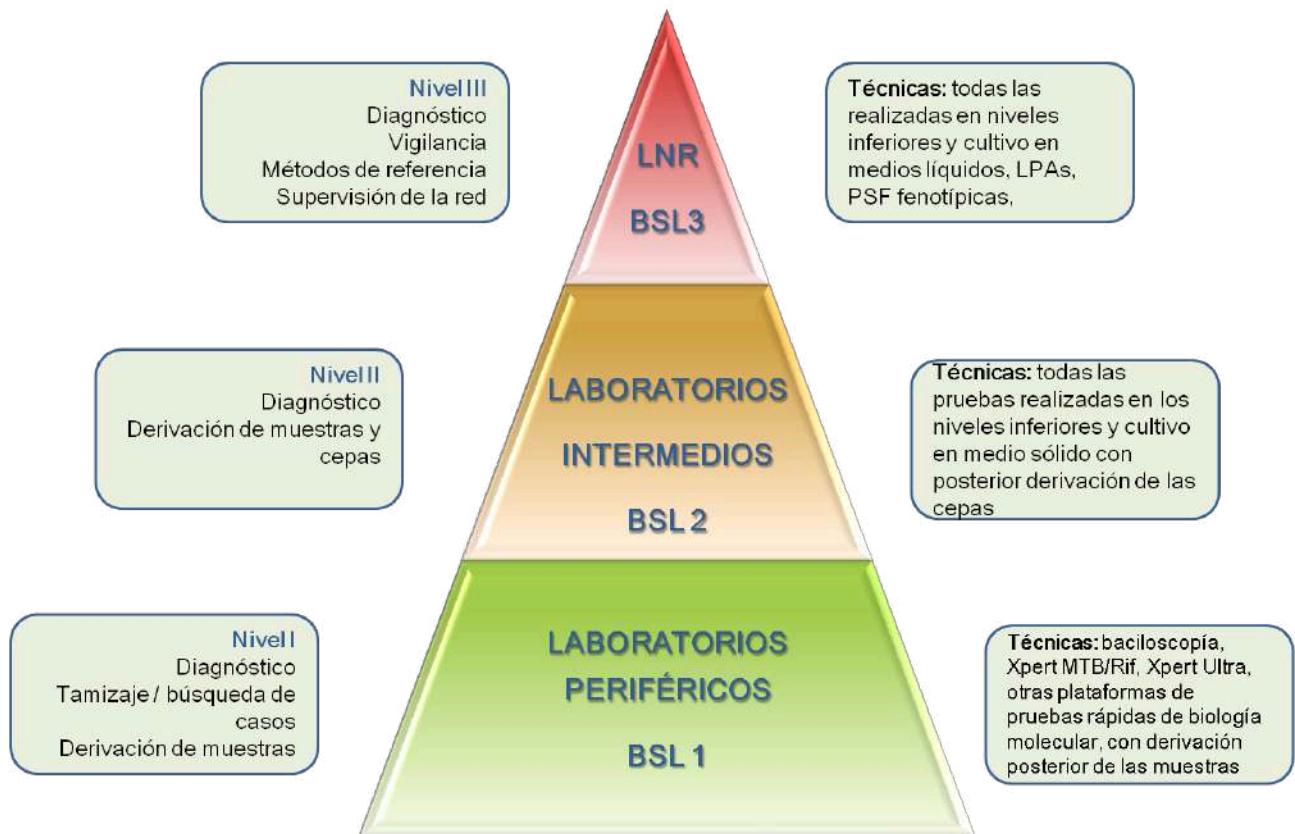 Nivel III
Diagnóstico
Vigilancia
Métodos de referencia
Supervisión de la red
LNR
BSL3
Técnicas: todas las
realizadas en niveles
inferiores y cultivo en
medios líquidos, LPAs,
PSF fenotípicas,
Nivel II
Diagnóstico
Derivación de muestras y
cepas
LABORATORIOS
INTERMEDIOS
BSL 2
Técnicas: todas las
pruebas realizadas en los
niveles inferiores y cultivo
en medio sólido con
posterior derivación de las
cepas
Nivel I
Diagnóstico
Tamizaje / búsqueda de
casos
Derivación de muestras
LABORATORIOS
PERIFÉRICOS
BSL 1
Técnicas: baciloscopía,
Xpert MTB/Rif, Xpert Ultra,
otras plataformas de
pruebas rápidas de biología
molecular, con derivación
posterior de las muestras